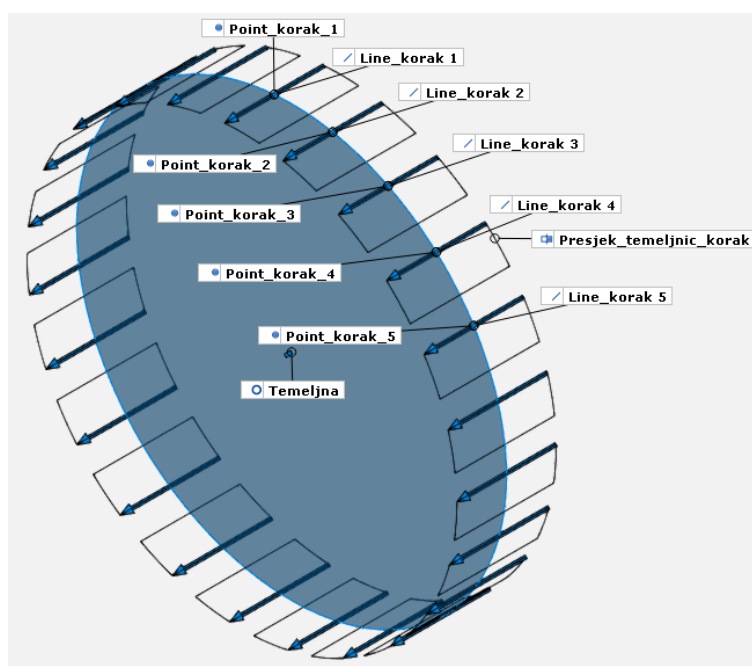 Point_korak_1
Line_korak 1
Line_korak 2
Line_korak 3
Point_korak_2
Line_korak 4
Point_korak_3
Presjek_temeljnic_korak
Point_korak_4
Line_korak 5
Point_korak_5
Temeljna